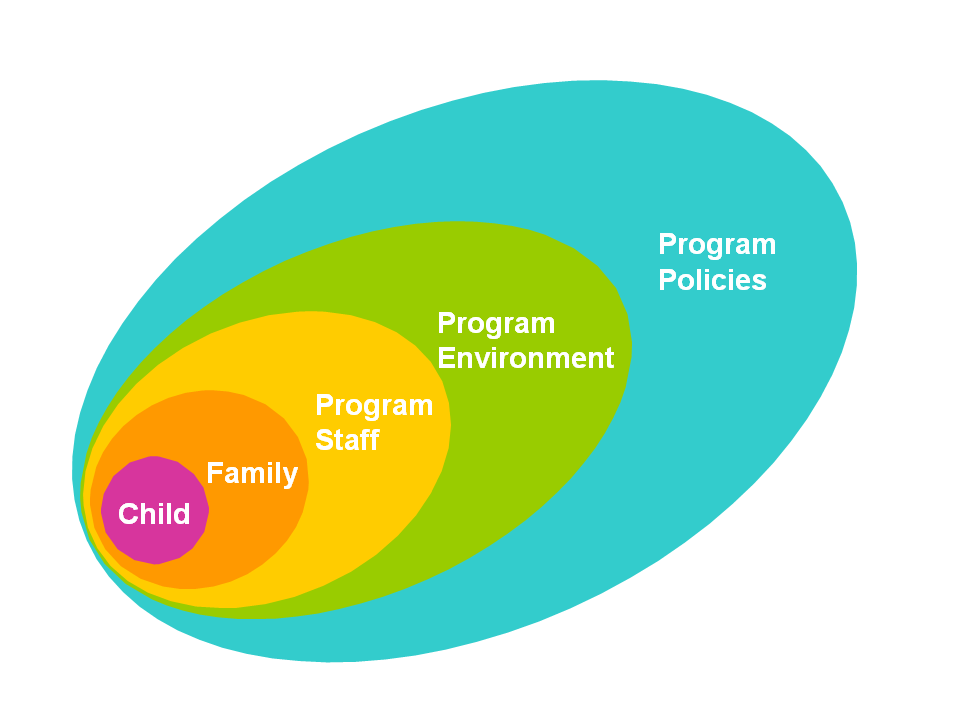 Program
Policies
Program
Environment
Program
Staff
Family
Child